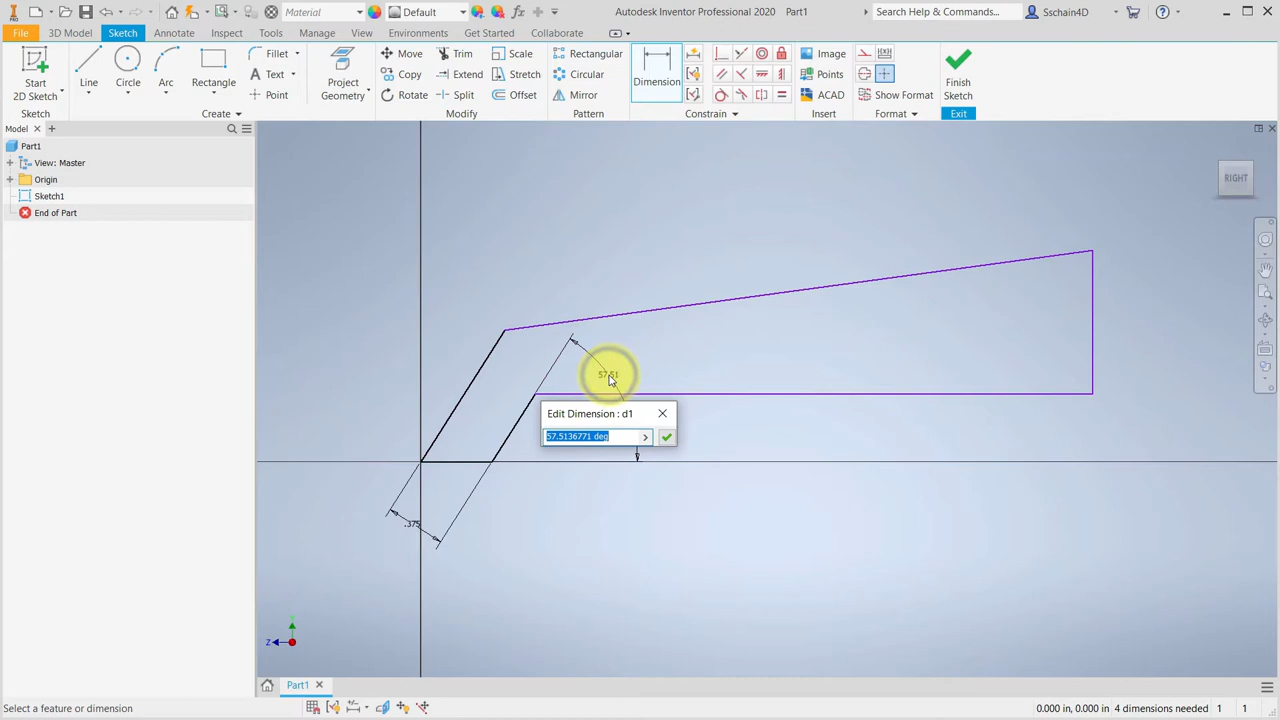 Material
Default
Autodesk Inventor Professional 2020 Part1
Search Help & Commands...
Sschain4D
File
3D Model
Sketch
Annotate
Inspect
Tools
Manage
View
Environments
Get Started
Collaborate
Start
2D Sketch
Line
Circle
Arc
Rectangle
Fillet
Text
Point
Project
Geometry
Move
Copy
Rotate
Trim
Extend
Split
Scale
Stretch
Offset
Rectangular
Circular
Mirror
Dimension
Image
Points
ACAD
Show Format
Finish
Sketch
Sketch
Create
Modify
Pattern
Constrain
Insert
Format
Exit
Model
Part1
View: Master
Origin
Sketch1
End of Part
RIGHT
57.51
Edit Dimension : d1
57.5136771 deg
.375
Z
Part1
Select a feature or dimension
0.000 in, 0.000 in
4 dimensions needed
1
1